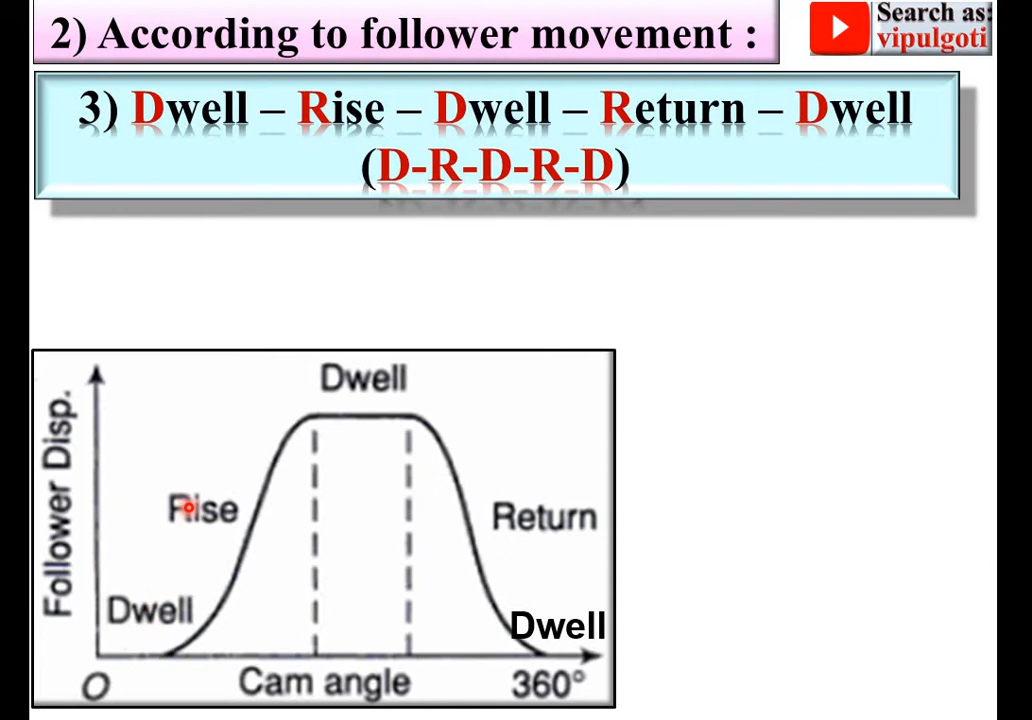 2) According to follower movement :
Search as:
vipulgoti
3) Dwell – Rise – Dwell – Return – Dwell
(D-R-D-R-D)
Dwell
Follower Disp.
Rise
Return
Dwell
Dwell
O
Cam angle
360°